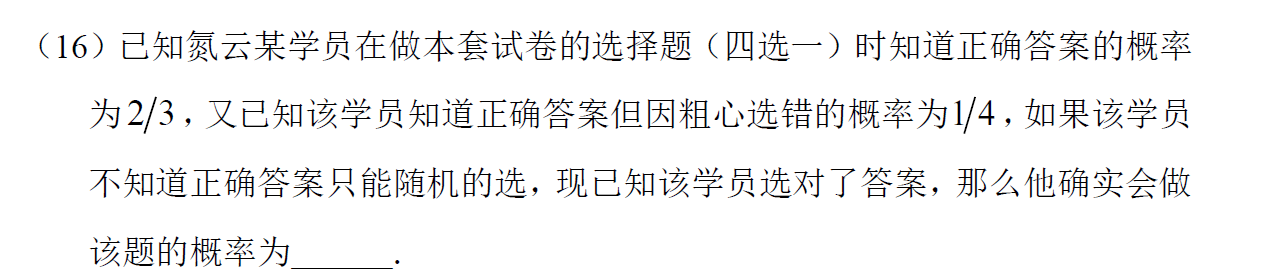 （16）已知氮云某学员在做本套试卷的选择题（四选一）时知道正确答案的概率
为2/3，又已知该学员知道正确答案但因粗心选错的概率为1/4，如果该学员
不知道正确答案只能随机的选，现已知该学员选对了答案，那么他确实会做
该题的概率为______.